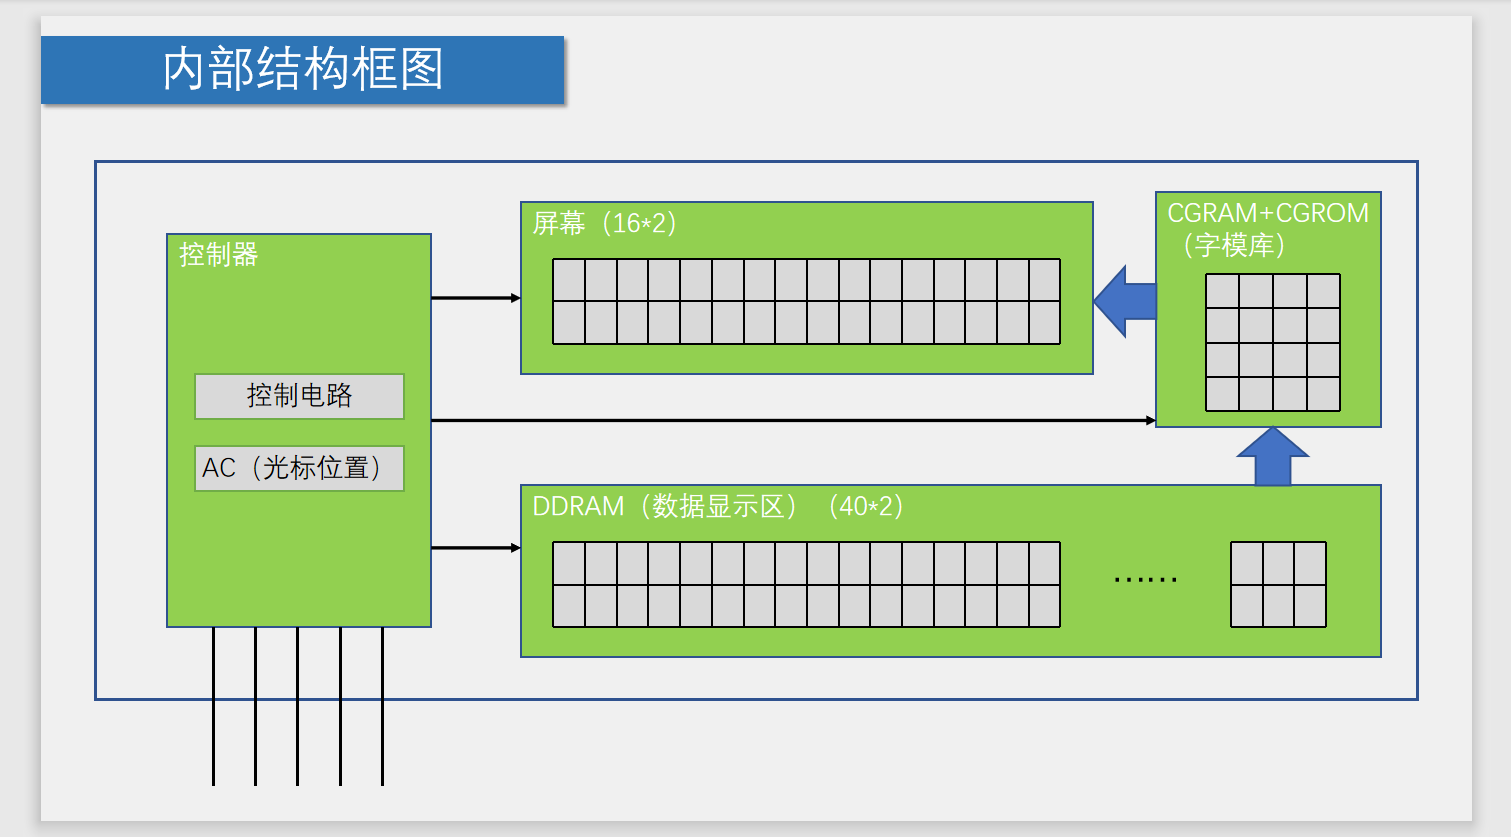 内部结构框图
控制器
控制电路
AC（光标位置）
屏幕（16*2）
CGRAM+CGROM
（字模库）
DDRAM（数据显示区）（40*2）
……